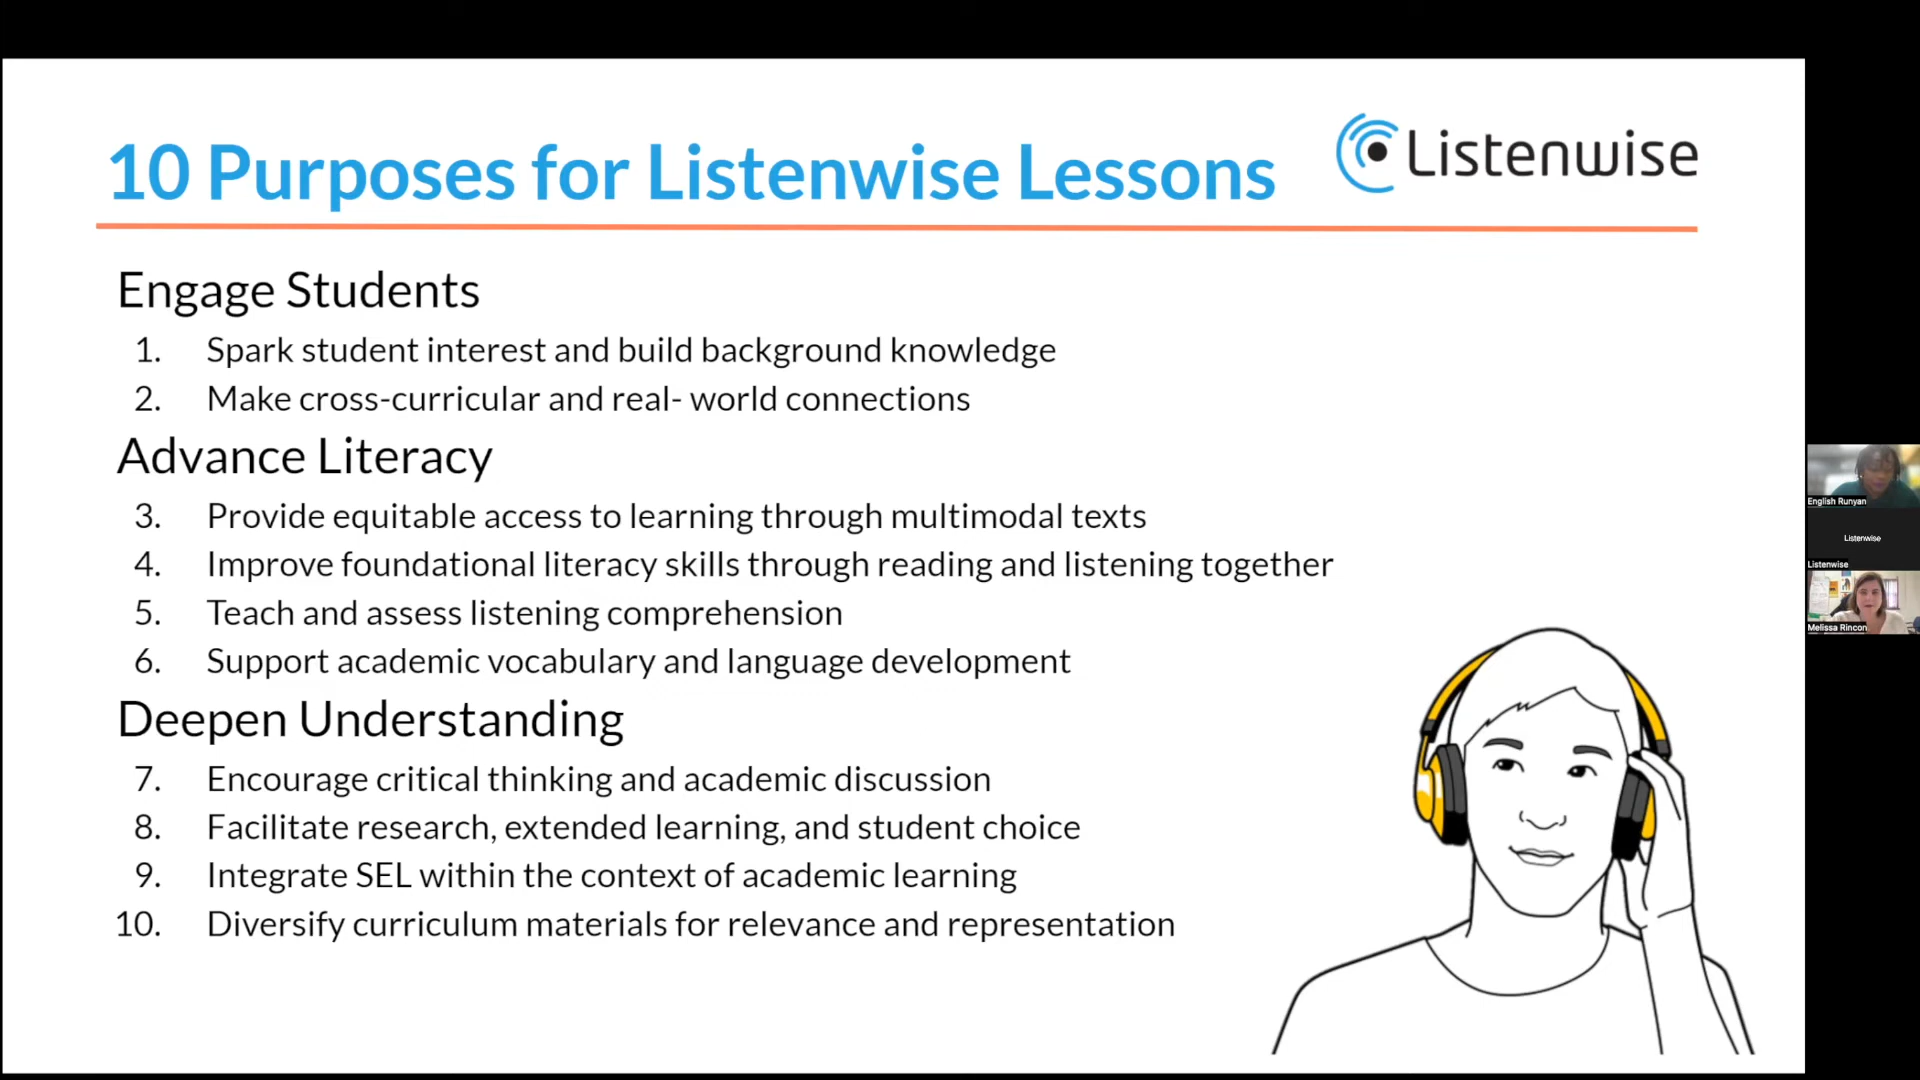 10 Purposes for Listenwise Lessons
Listenwise
Engage Students
1. Spark student interest and build background knowledge
2. Make cross-curricular and real- world connections
Advance Literacy
3. Provide equitable access to learning through multimodal texts
4. Improve foundational literacy skills through reading and listening together
5. Teach and assess listening comprehension
6. Support academic vocabulary and language development
Deepen Understanding
7. Encourage critical thinking and academic discussion
8. Facilitate research, extended learning, and student choice
9. Integrate SEL within the context of academic learning
10. Diversify curriculum materials for relevance and representation
English Runyan
Listenwise
Listenwise
Melissa Rincon